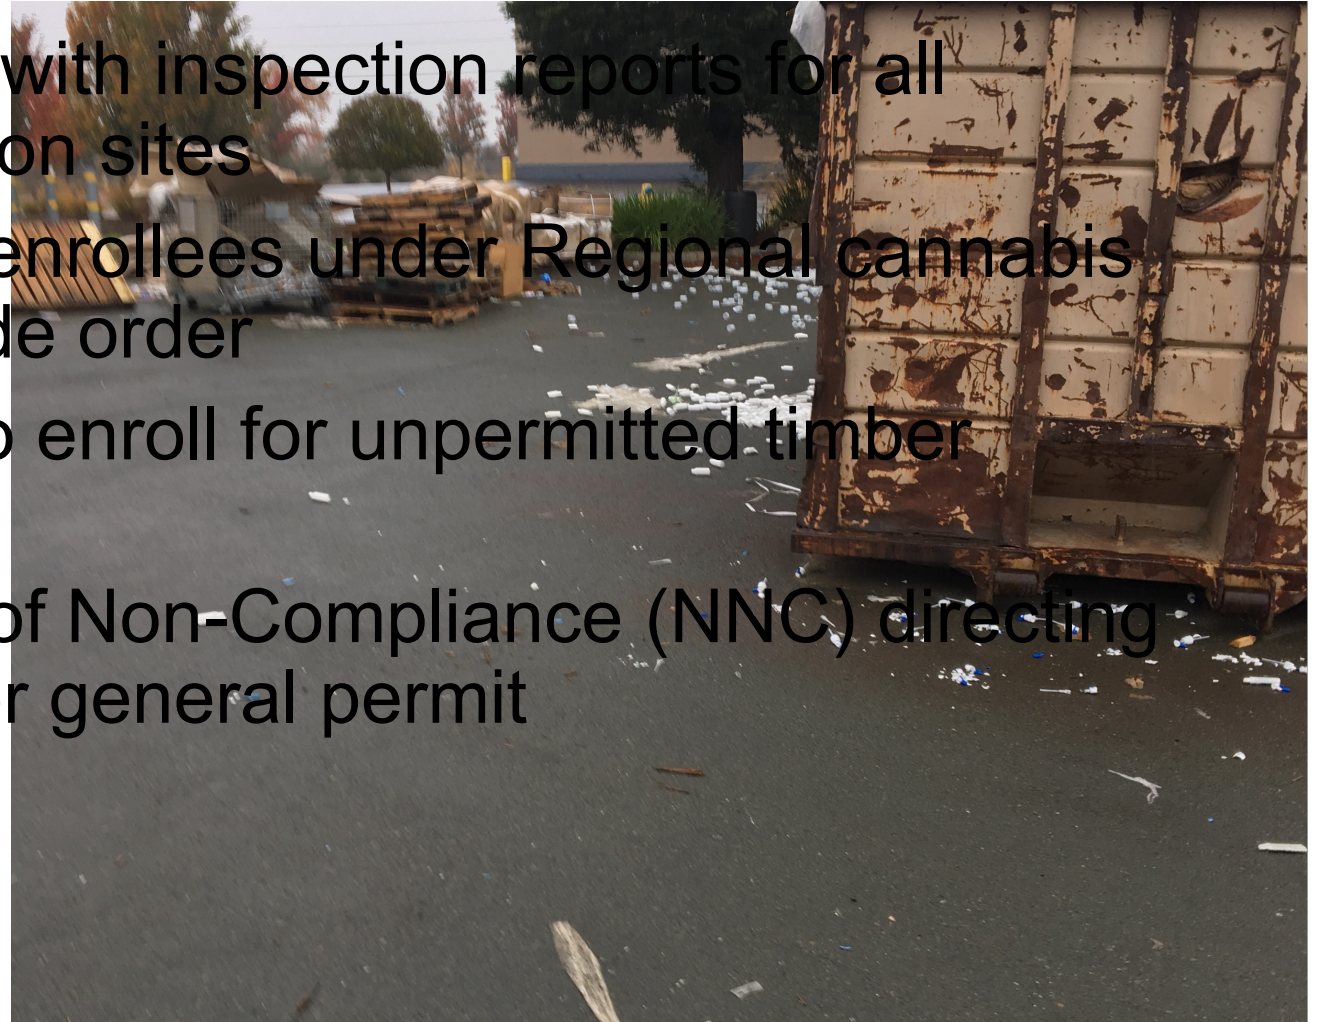 with inspection reports for all
on sites
enrollees under Regional cannabis
de order
enroll for unpermitted timber
of Non-Compliance (NNC) directing
r general permit